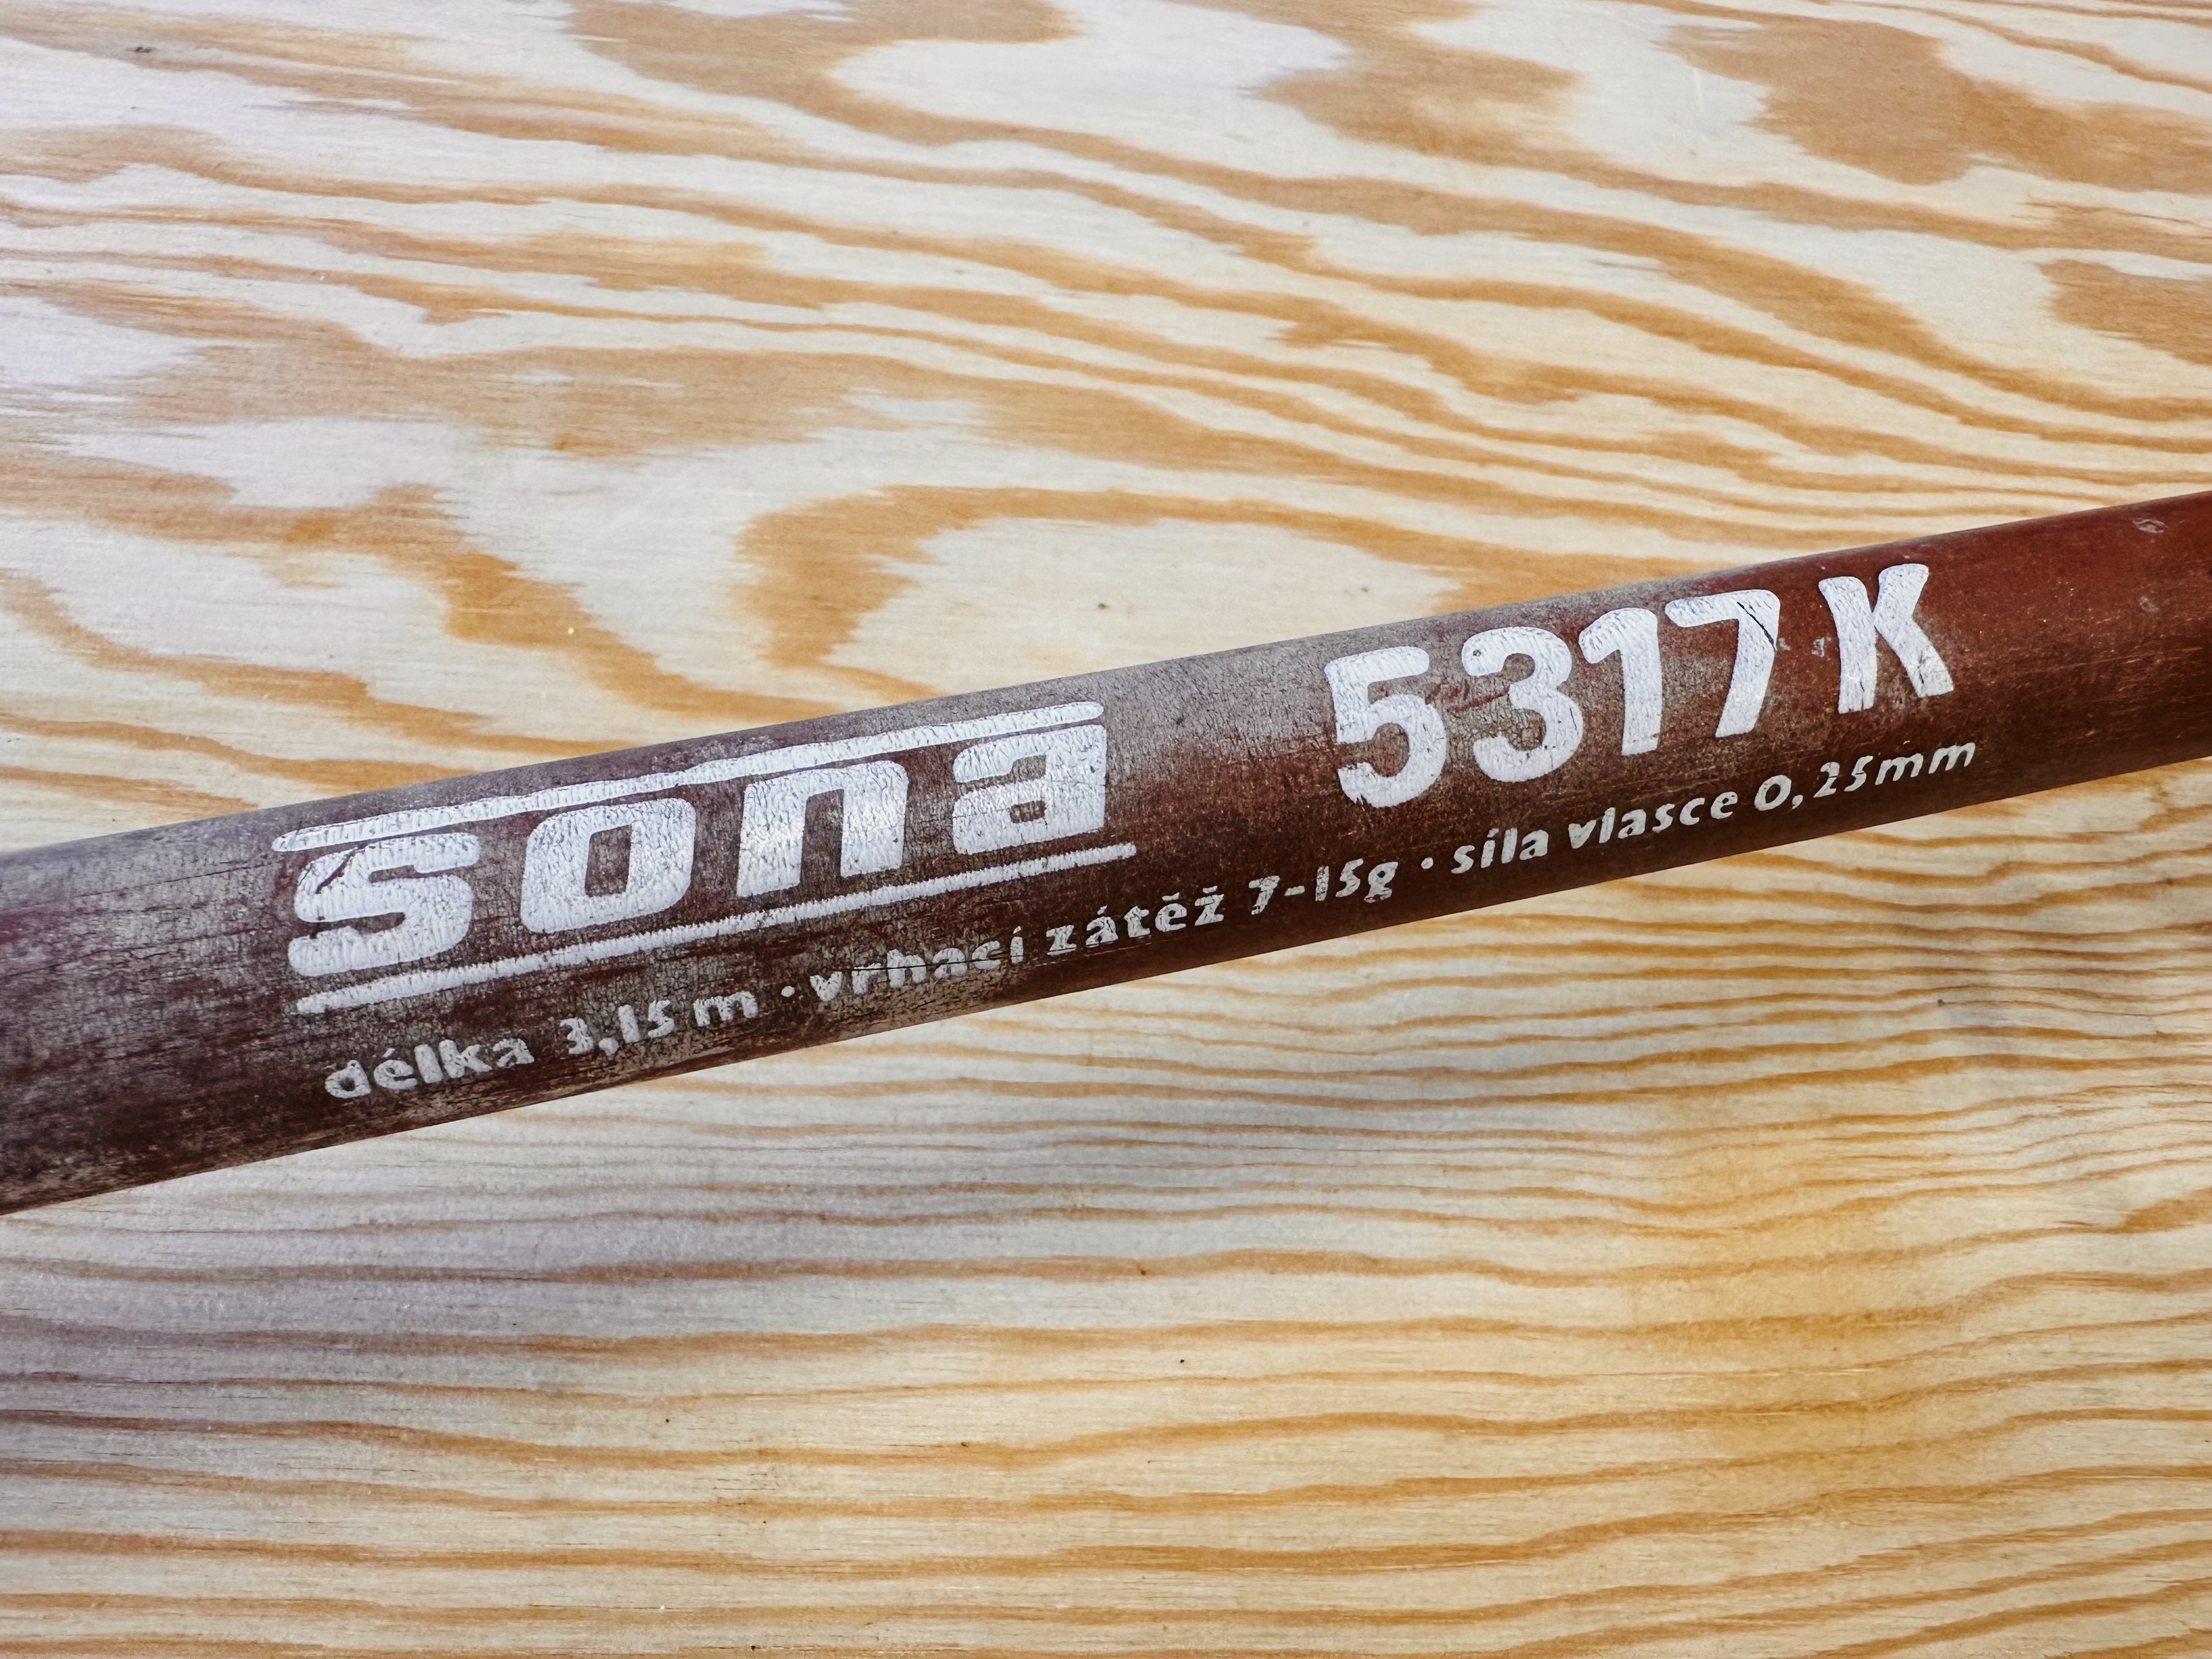 sona 5317 K
délka 3,15 m · vrhací zátěž 7-15g · síla vlasce 0,25mm